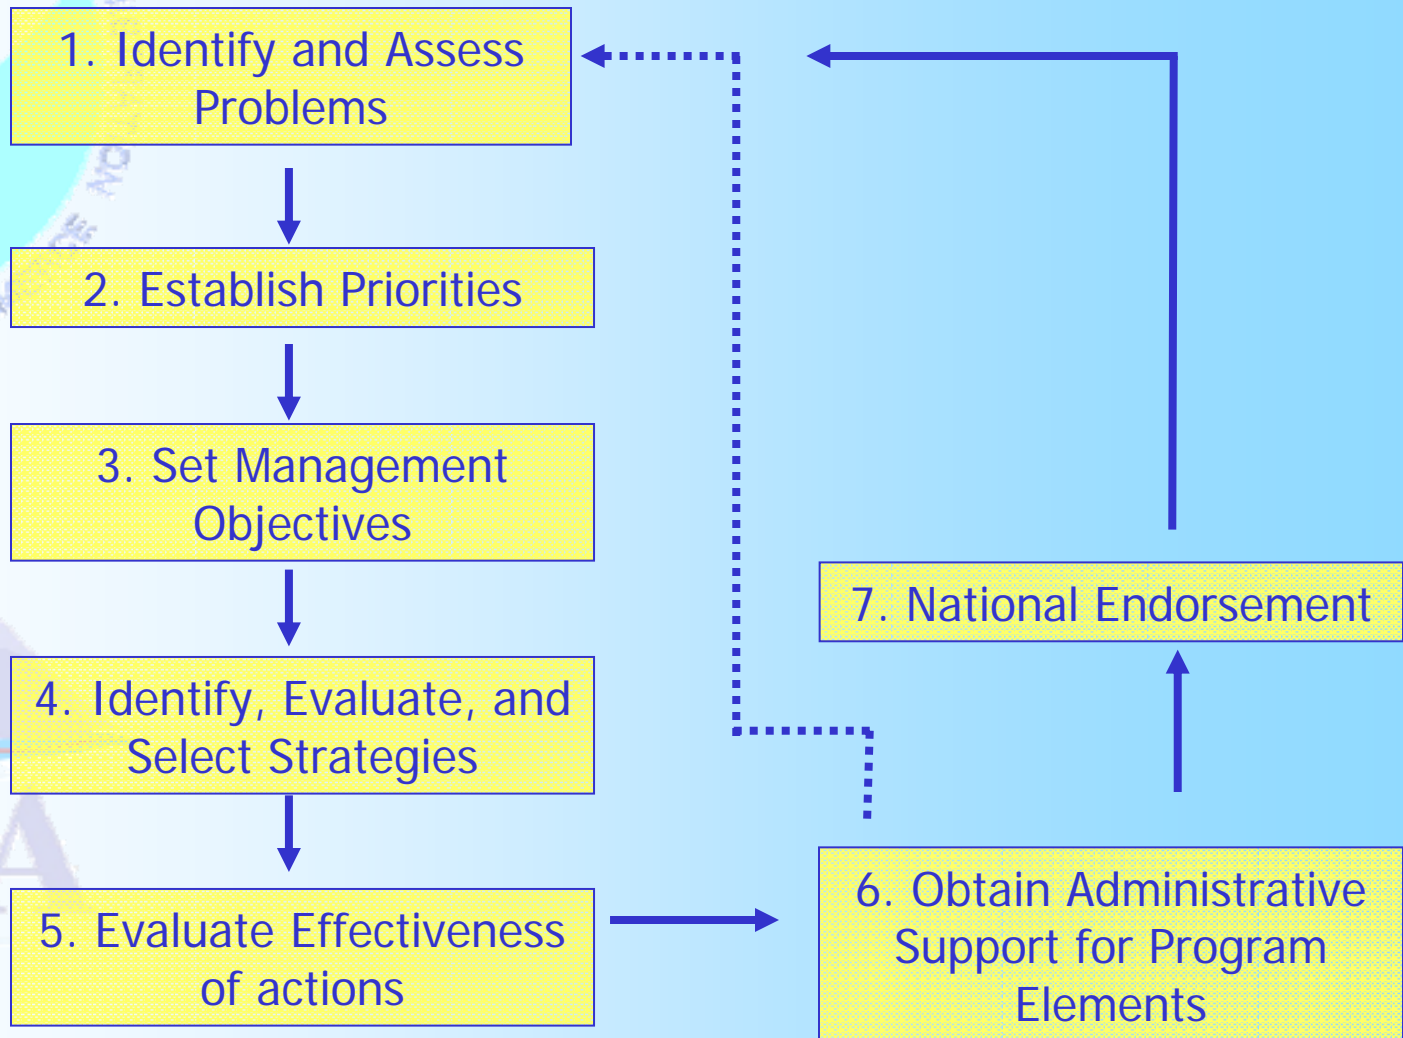 1. Identify and Assess
Problems
2. Establish Priorities
3. Set Management
Objectives
4. Identify, Evaluate, and
Select Strategies
5. Evaluate Effectiveness
of actions
6. Obtain Administrative
Support for Program
Elements
7. National Endorsement
A